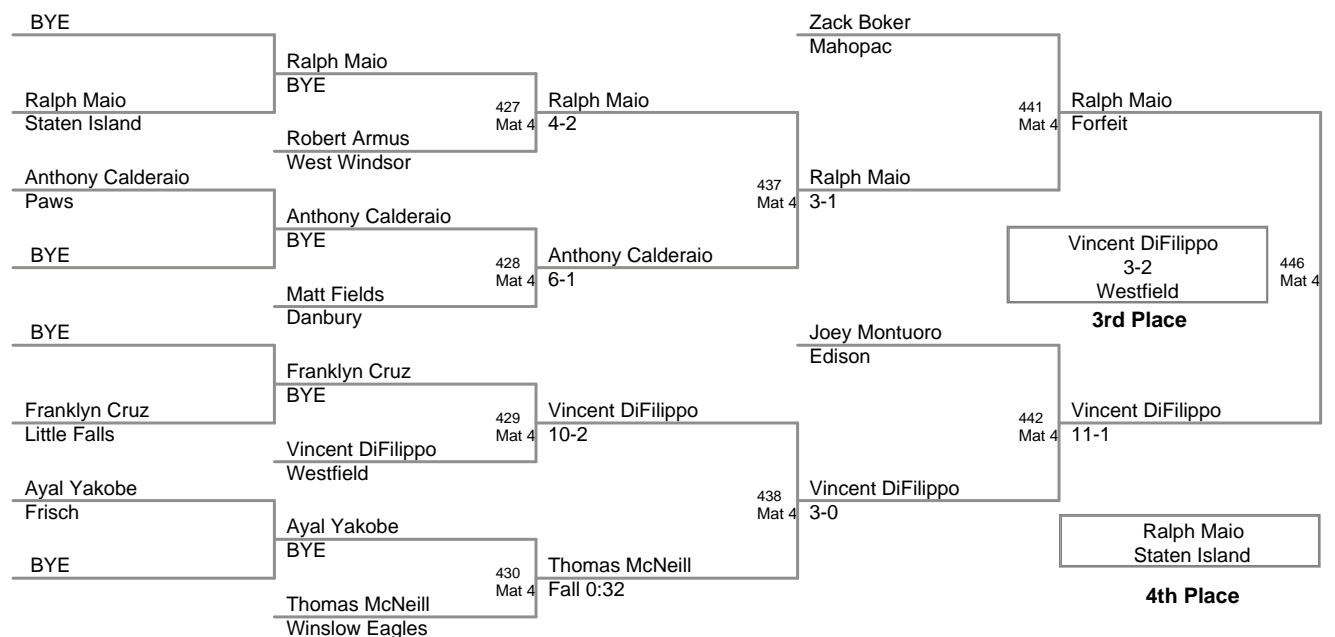 BYE
Ralph Maio
Staten Island
Anthony Calderaio
Paws
BYE
BYE
Franklyn Cruz
Little Falls
Ayal Yakobe
Frisch
BYE
Ralph Maio
BYE
Robert Armus
West Windsor
Anthony Calderaio
BYE
Matt Fields
Danbury
Franklyn Cruz
BYE
Vincent DiFilippo
Westfield
Ayal Yakobe
BYE
Thomas McNeill
Winslow Eagles
427
Mat 4
428
Mat 4
429
Mat 4
430
Mat 4
Ralph Maio
4-2
Anthony Calderaio
6-1
Vincent DiFilippo
10-2
Thomas McNeill
Fall 0:32
437
Mat 4
438
Mat 4
Zack Boker
Mahopac
Ralph Maio
3-1
Joey Montuoro
Edison
Vincent DiFilippo
3-0
441
Mat 4
442
Mat 4
Ralph Maio
Forfeit
Vincent DiFilippo
11-1
446
Mat 4
Vincent DiFilippo
3-2
Westfield
3rd Place
Ralph Maio
Staten Island
4th Place